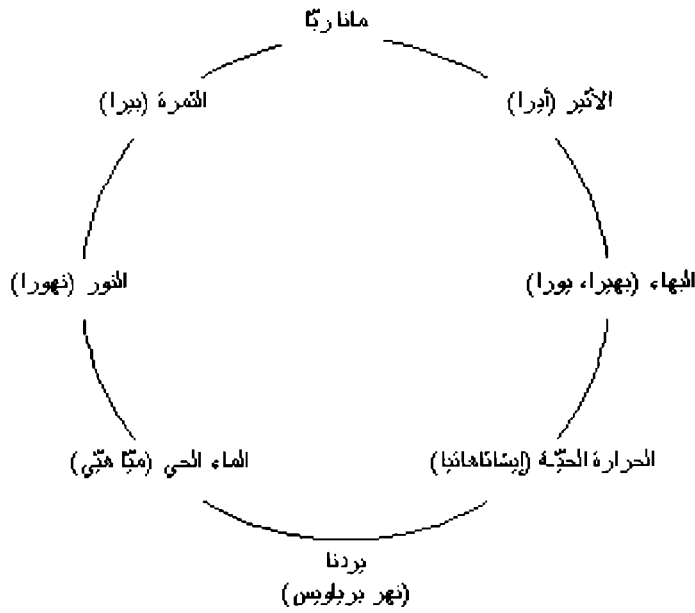 مانا ربّا
الأثير (أيرا)
الثمرة (بيرا)
البهاء (بهيرا، يورا)
النور (نهورا)
الحرارة الحيّة (إيشاتاهاتيا)
الماء الحي (ميّا هيّي)
يردنا
(نهر برياويس)